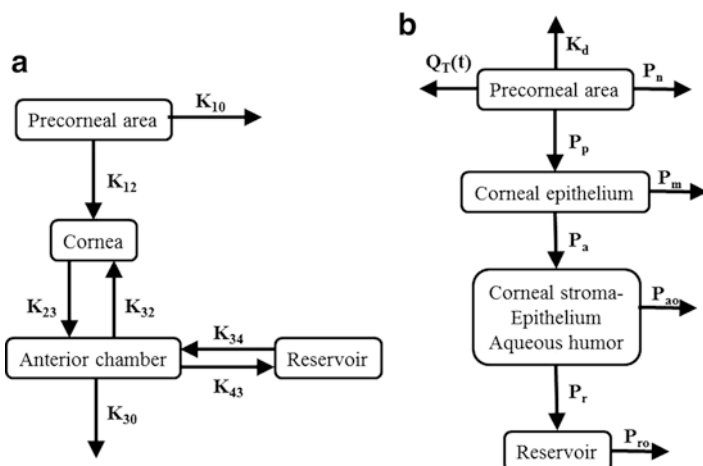 a
Precorneal area
K10
K12
Cornea
K23
K32
K34
Anterior chamber
Reservoir
K43
K30
b
Kd
QT(t)
Pn
Precorneal area
Pp
Pm
Corneal epithelium
Pa
Corneal stroma-
Epithelium
Aqueous humor
Pao
Pr
Reservoir
Pro